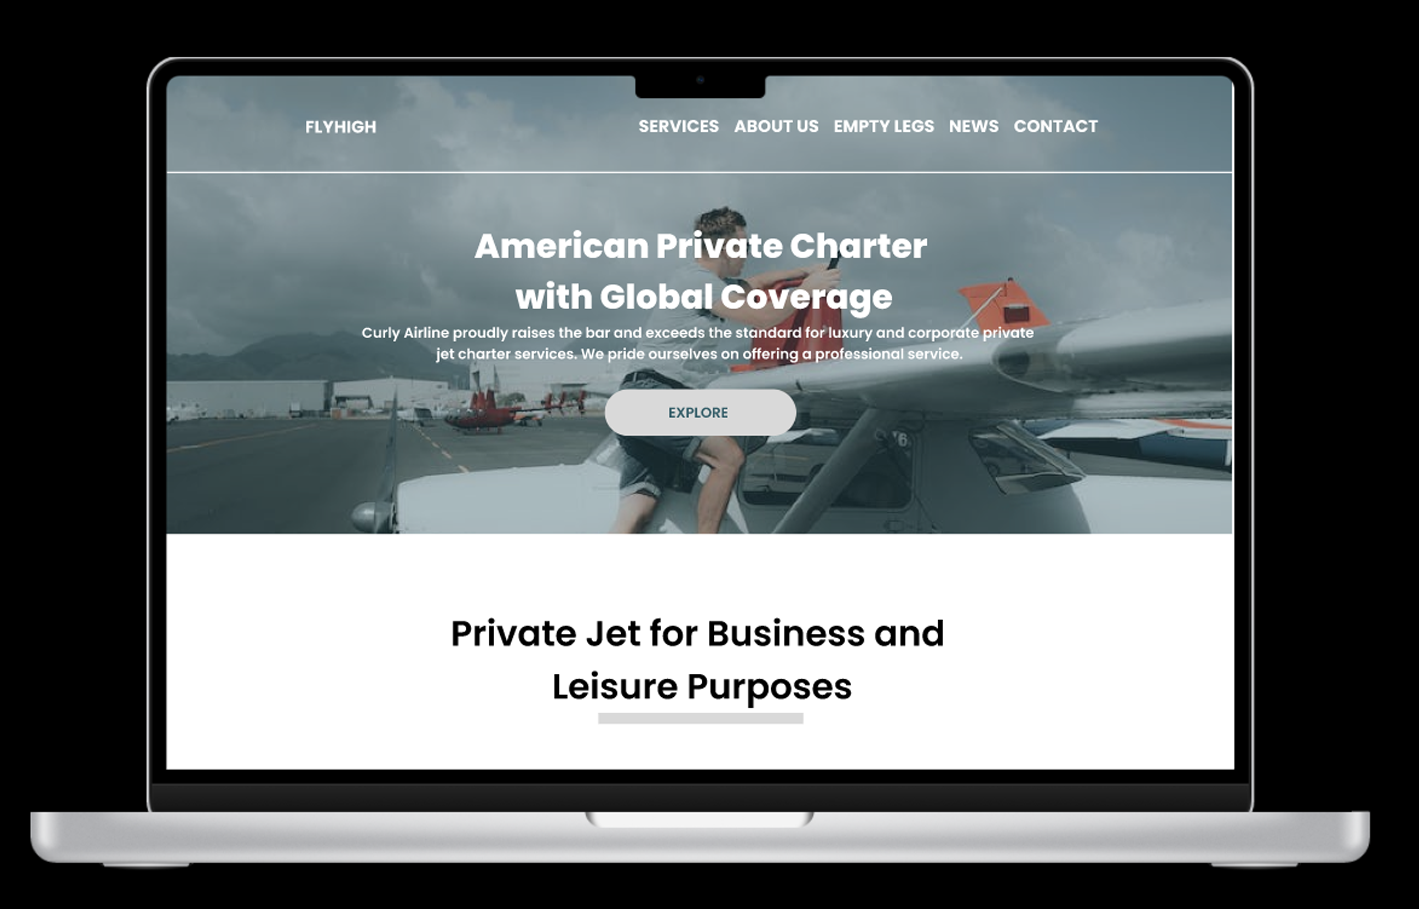 FLYHIGH
SERVICES ABOUT US EMPTY LEGS NEWS CONTACT
American Private Charter
with Global Coverage
Curly Airline proudly raises the bar and exceeds the standard for luxury and corporate private
jet charter services. We pride ourselves on offering a professional service.
EXPLORE
'6
Private Jet for Business and
Leisure Purposes